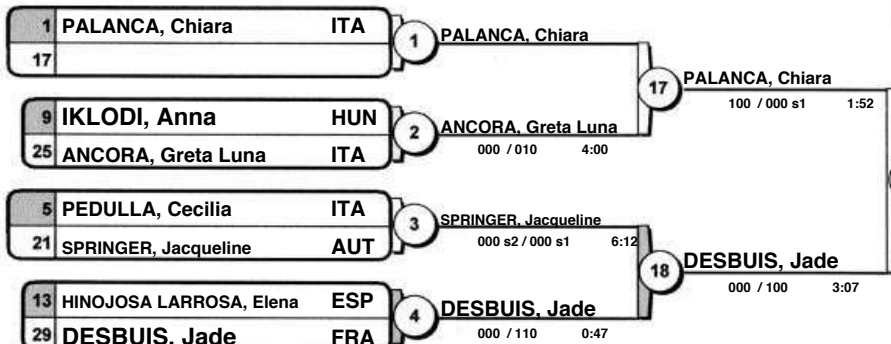 1 PALANCA, Chiara ITA
17
1 PALANCA, Chiara
9 IKLODI, Anna HUN
25 ANCORA, Greta Luna ITA
2 ANCORA, Greta Luna
000 / 010 4:00
17 PALANCA, Chiara
100 / 000 s1 1:52
5 PEDULLA, Cecilia ITA
21 SPRINGER, Jacqueline AUT
3 SPRINGER, Jacqueline
000 s2 / 000 s1 6:12
13 HINOJOSA LARROSA, Elena ESP
29 DESBUIS, Jade FRA
4 DESBUIS, Jade
000 / 110 0:47
18 DESBUIS, Jade
000 / 100 3:07